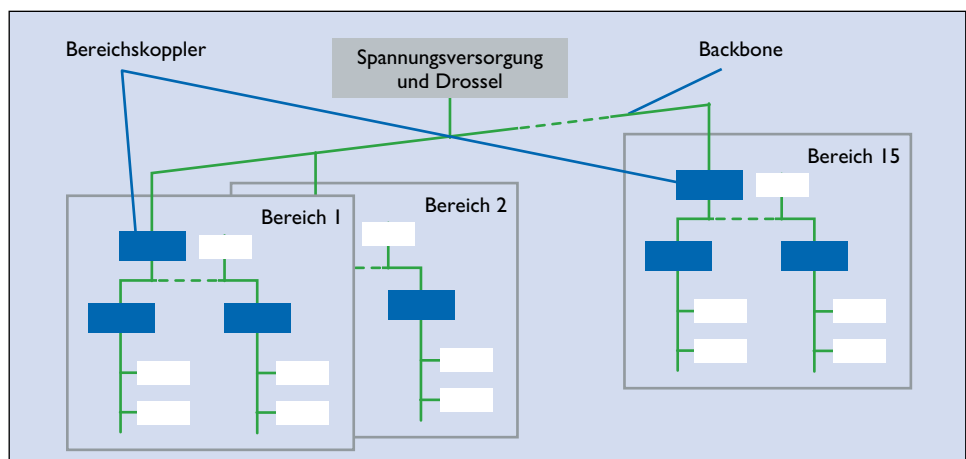 Bereichskoppler
Spannungsversorgung
und Drossel
Backbone
Bereich 15
Bereich 1
Bereich 2